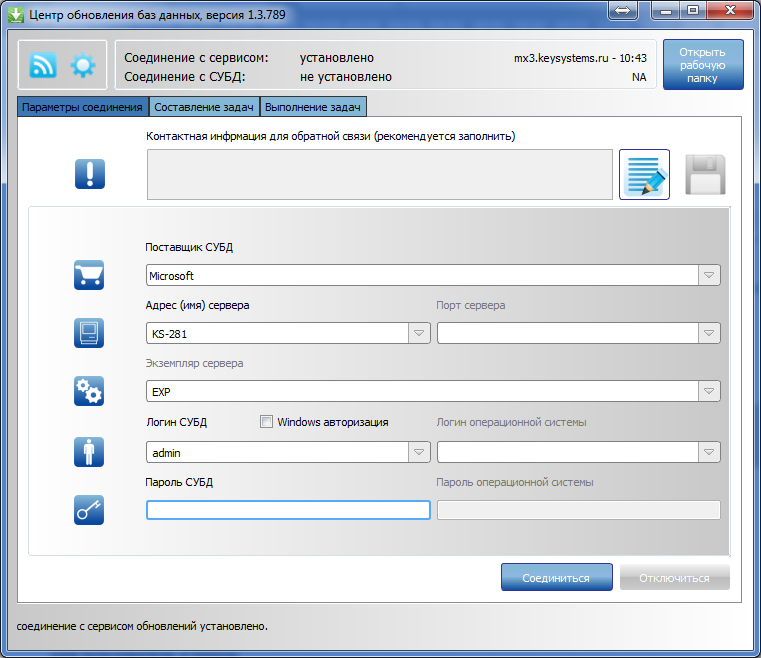 Центр обновления баз данных, версия 1.3.789
Соединение с сервисом: установлено mx3.keysystems.ru - 10:43
Соединение с СУБД: не установлено NA
Открыть
рабочую
папку
Параметры соединения Составление задач Выполнение задач
Контактная инфрмация для обратной связи (рекомендуется заполнить)
Поставщик СУБД
Microsoft
Адрес (имя) сервера Порт сервера
KS-281
Экземпляр сервера
EXP
Логин СУБД Windows авторизация Логин операционной системы
admin
Пароль СУБД Пароль операционной системы
Соединиться Отключиться
соединение с сервисом обновлений установлено.